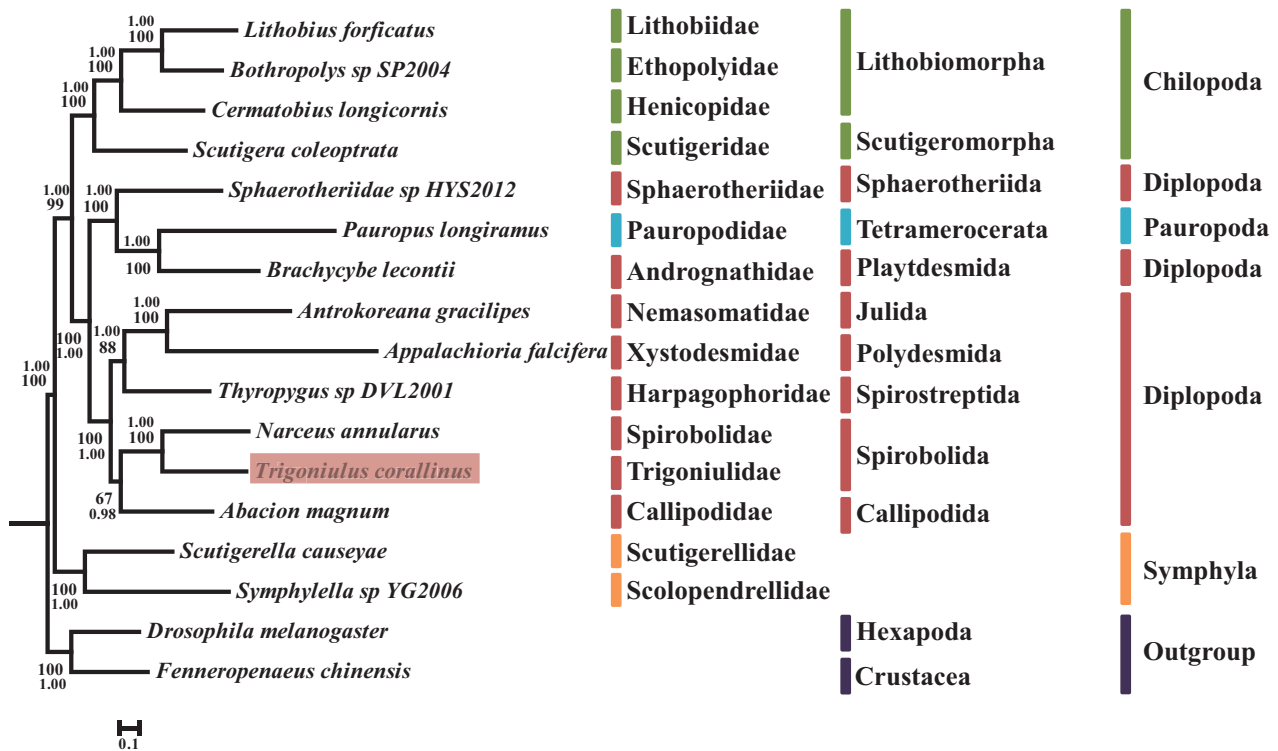 Lithobius forficatus Lithobiidae
Bothropolys sp SP2004 Ethopolyidae Lithobiomorpha
Cermatobius longicornis Henicopidae Chilopoda
Scutigera coleoptrata Scutigeridae Scutigeromorpha
Sphaerotheriidae sp HYS2012 Sphaerotheriidae Sphaerotheriida Diplopoda
Pauropus longiramus Pauropodidae Tetramerocerata Pauropoda
Brachycybe lecontii Andrognathidae Playtdesmida Diplopoda
Antrokoreana gracilipes Nemasomatidae Julida
Appalachioria falcifera Xystodesmidae Polydesmida
Thyropygus sp DVL2001 Harpagophoridae Spirostreptida Diplopoda
Narceus annularus Spirobolidae
Trigoniulus corallinus Trigoniulidae Spirobolida
Abacion magnum Callipodidae Callipodida
Scutigerella causeyae Scutigerellidae
Symphylella sp YG2006 Scolopendrellidae Symphyla
Drosophila melanogaster Hexapoda
Fenneropenaeus chinensis Crustacea Outgroup
1.00
100
1.00
100
1.00
100
1.00
99
1.00
100
1.00
100
1.00
100
100
1.00
1.00
88
1.00
100
1.00
100
100
1.00
67
0.98
100
1.00
100
1.00
0.1